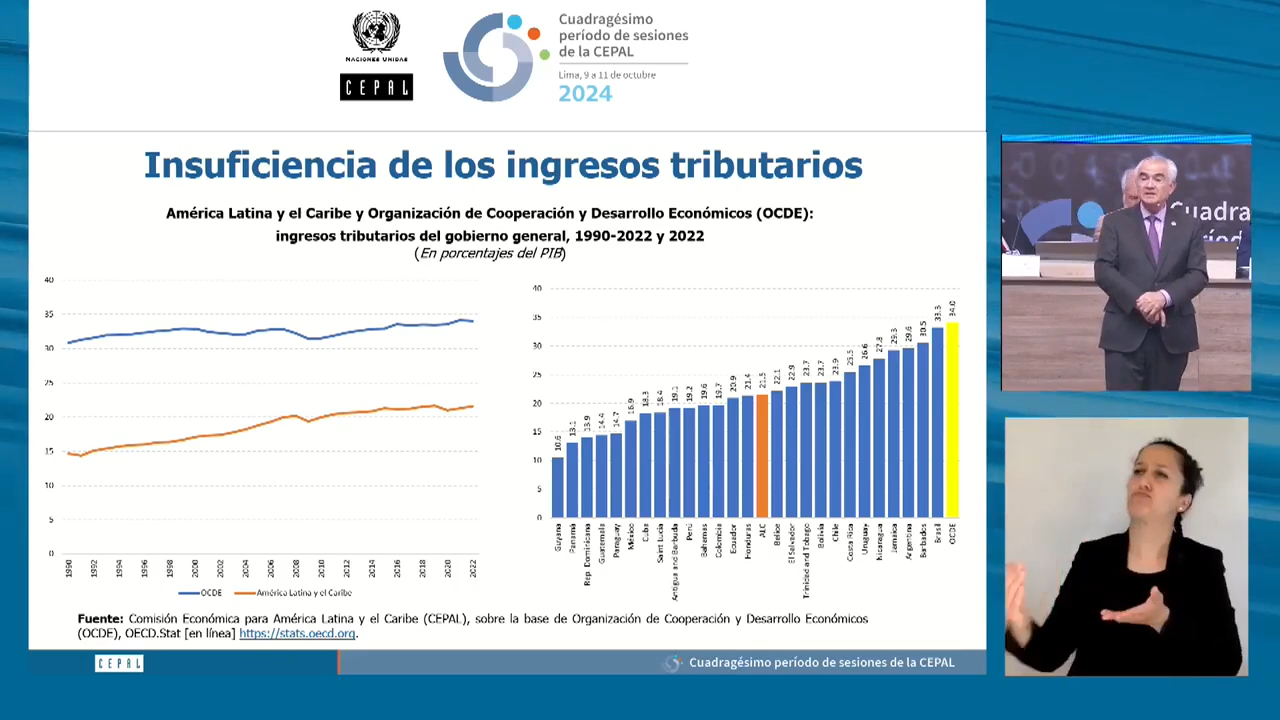 NACIONES UNIDAS
CEPAL
Cuadragésimo
período de sesiones
de la CEPAL
Lima, 9 a 11 de octubre
2024
Insuficiencia de los ingresos tributarios
América Latina y el Caribe y Organización de Cooperación y Desarrollo Económicos (OCDE):
ingresos tributarios del gobierno general, 1990-2022 y 2022
(En porcentajes del PIB)
40
35
30
25
20
15
10
5
0
1990 1992 1994 1996 1998 2000 2002 2004 2006 2008 2010 2012 2014 2016 2018 2020 2022
OCDE América Latina y el Caribe
40
35
30
25
20
15
10
5
0
10.6 13.1 13.9 14.4 14.7 16.9 18.3 18.4 19.1 19.2 19.6 19.7 20.9 21.4 21.5 22.1 22.9 23.7 23.7 23.9 25.5 26.6 27.8 29.3 29.6 30.5 33.3 34.0
Guyana Panamá Rep. Dominicana Guatemala Paraguay México Cuba Saint Lucia Antigua and Barbuda Perú Bahamas Colombia Ecuador Honduras ALC Belice El Salvador Trinidad and Tobago Bolivia Chile Costa Rica Uruguay Nicaragua Jamaica Argentina Barbados Brasil OCDE
Fuente: Comisión Económica para América Latina y el Caribe (CEPAL), sobre la base de Organización de Cooperación y Desarrollo Económicos
(OCDE), OECD.Stat [en línea] https://stats.oecd.org.
CEPAL
Cuadragésimo período de sesiones de la CEPAL
Cuadra